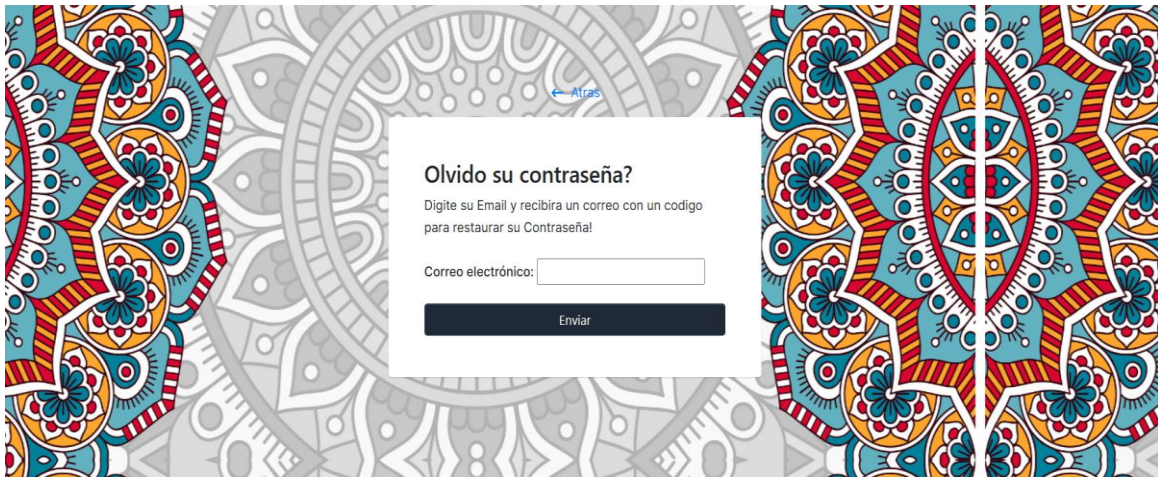 ← Atras
Olvido su contraseña?
Digite su Email y recibira un correo con un codigo
para restaurar su Contraseña!
Correo electrónico:
Enviar